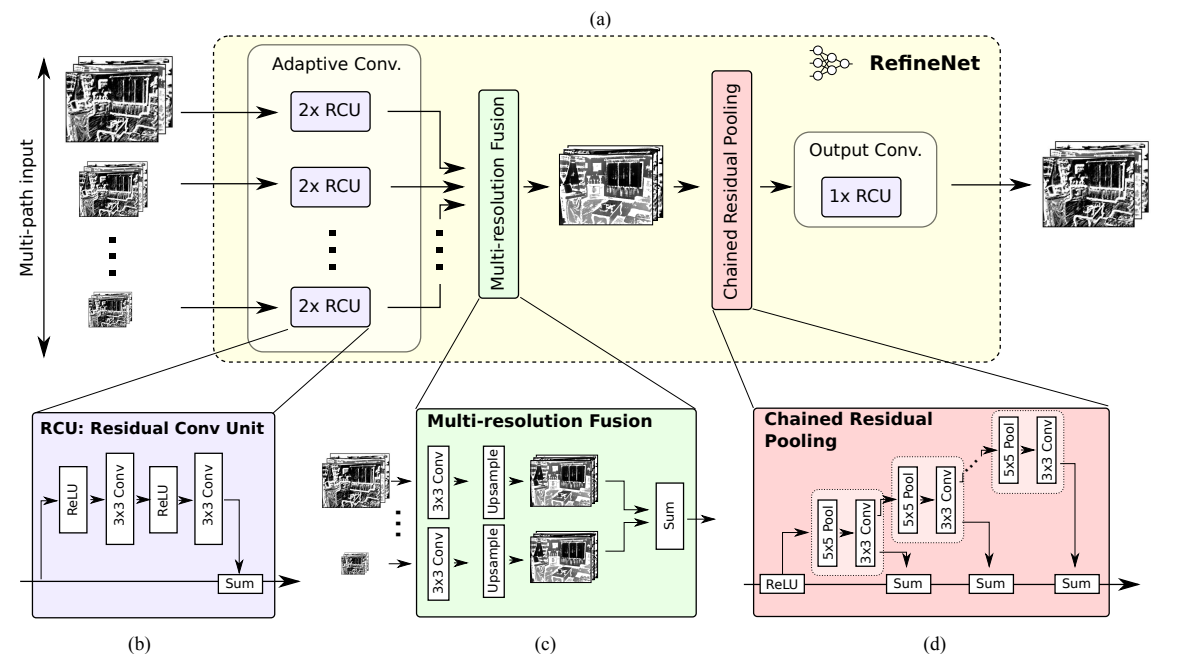 (a)
Multi-path input
Adaptive Conv.
2x RCU
2x RCU
2x RCU
Multi-resolution Fusion
Chained Residual Pooling
RefineNet
Output Conv.
1x RCU
RCU: Residual Conv Unit
ReLU
3x3 Conv
ReLU
3x3 Conv
Sum
(b)
Multi-resolution Fusion
3x3 Conv
Upsample
3x3 Conv
Upsample
Sum
(c)
Chained Residual
Pooling
ReLU
5x5 Pool
3x3 Conv
5x5 Pool
3x3 Conv
5x5 Pool
3x3 Conv
Sum
Sum
Sum
(d)